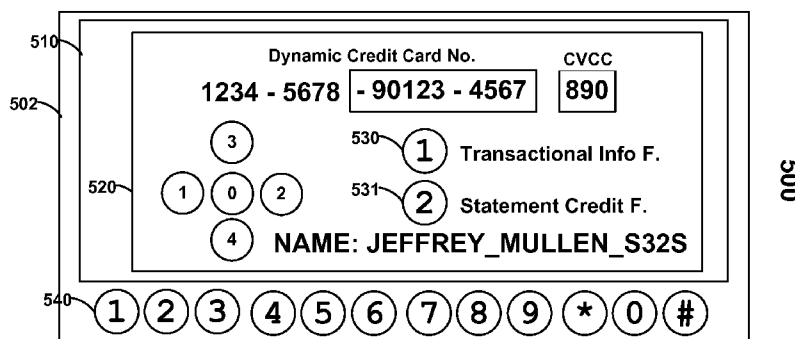 510
502
Dynamic Credit Card No. CVCC
1234 - 5678 - 90123 - 4567 890
3
530 1 Transactional Info F.
520 1 0 2
531 2 Statement Credit F.
4
NAME: JEFFREY_MULLEN_S32S
540 1 2 3 4 5 6 7 8 9 * 0 #
500